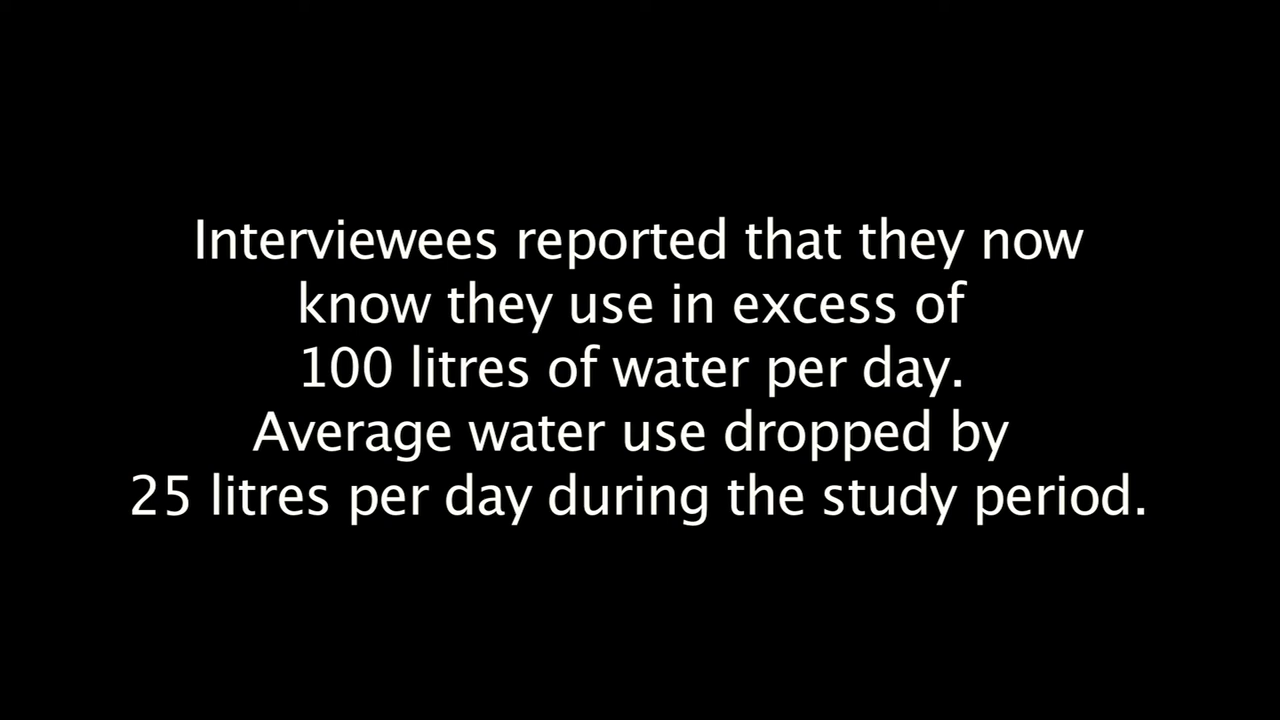 Interviewees reported that they now
know they use in excess of
100 litres of water per day.
Average water use dropped by
25 litres per day during the study period.